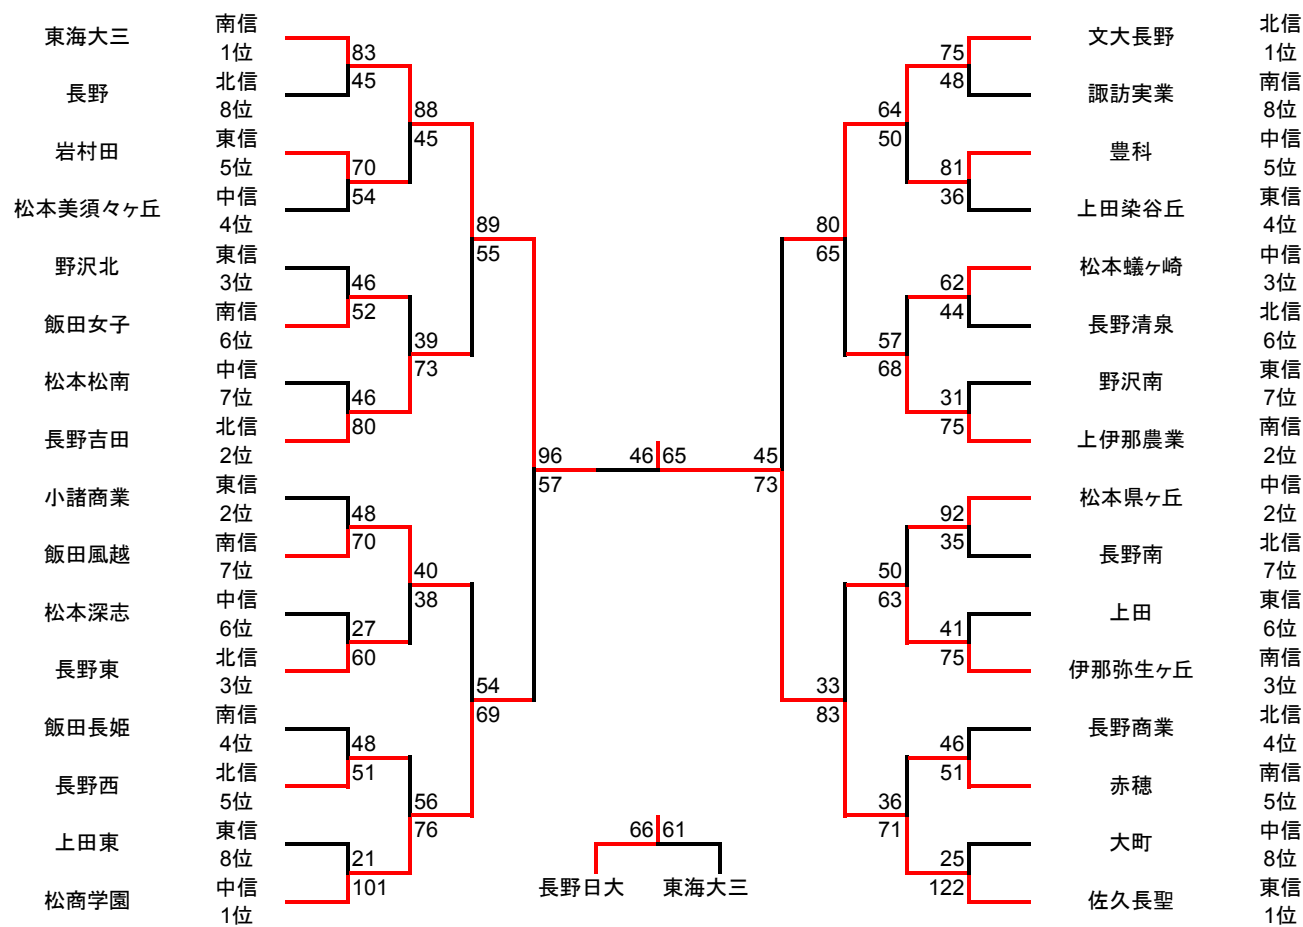 東海大三 南信 1位
長野 北信 8位
83
45
岩村田 東信 5位
松本美須々ヶ丘 中信 4位
70
54
88
45
野沢北 東信 3位
飯田女子 南信 6位
46
52
松本松南 中信 7位
長野吉田 北信 2位
46
80
39
73
89
55
小諸商業 東信 2位
飯田風越 南信 7位
48
70
松本深志 中信 6位
長野東 北信 3位
27
60
40
38
飯田長姫 南信 4位
長野西 北信 5位
48
51
上田東 東信 8位
松商学園 中信 1位
21
101
56
76
54
69
96
57
46 65
45
73
文大長野 北信 1位
諏訪実業 南信 8位
75
48
豊科 中信 5位
上田染谷丘 東信 4位
81
36
64
50
松本蟻ヶ崎 中信 3位
長野清泉 北信 6位
62
44
野沢南 東信 7位
上伊那農業 南信 2位
31
75
57
68
80
65
松本県ヶ丘 中信 2位
長野南 北信 7位
92
35
上田 東信 6位
伊那弥生ヶ丘 南信 3位
41
75
50
63
長野商業 北信 4位
赤穂 南信 5位
46
51
大町 中信 8位
佐久長聖 東信 1位
25
122
36
71
33
83
66 61
長野日大 東海大三